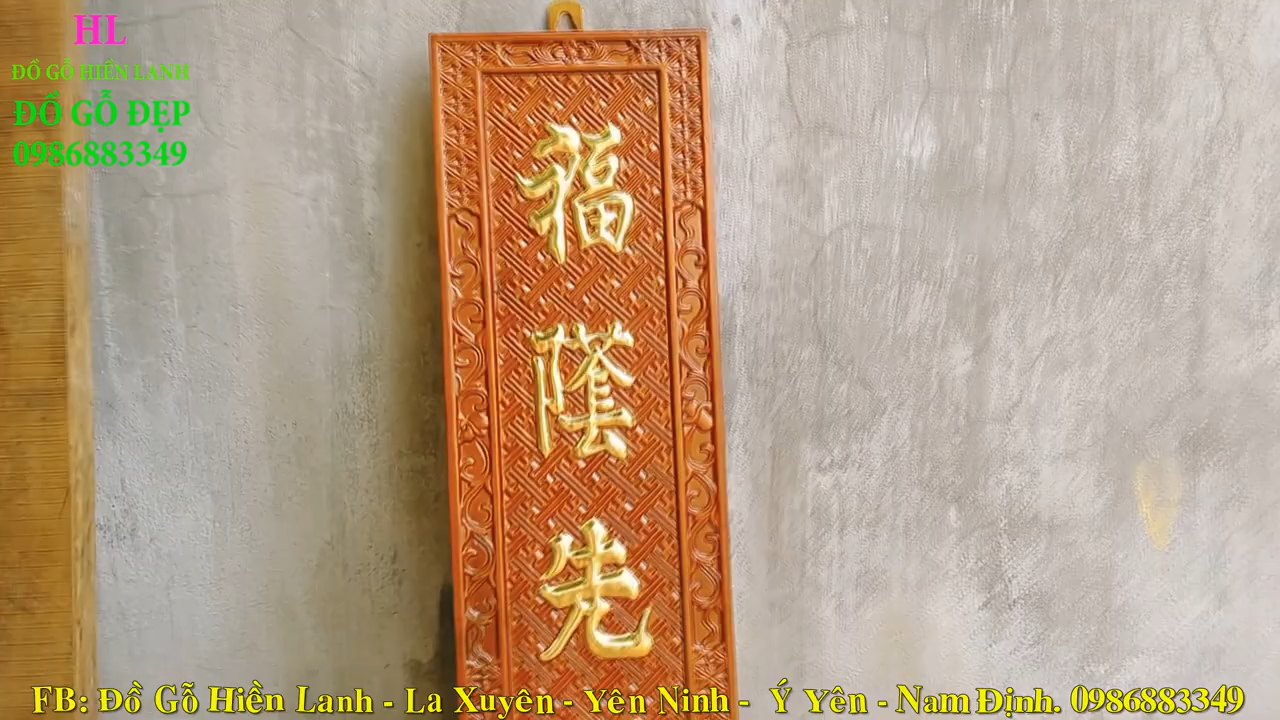 HL
ĐỒ GỖ HIỀN LANH
ĐỒ GỖ ĐẸP
0986883349
福
蔭
先
FB: Đồ Gỗ Hiền Lanh - La Xuyên - Yên Ninh - Ý Yên - Nam Định. 0986883349